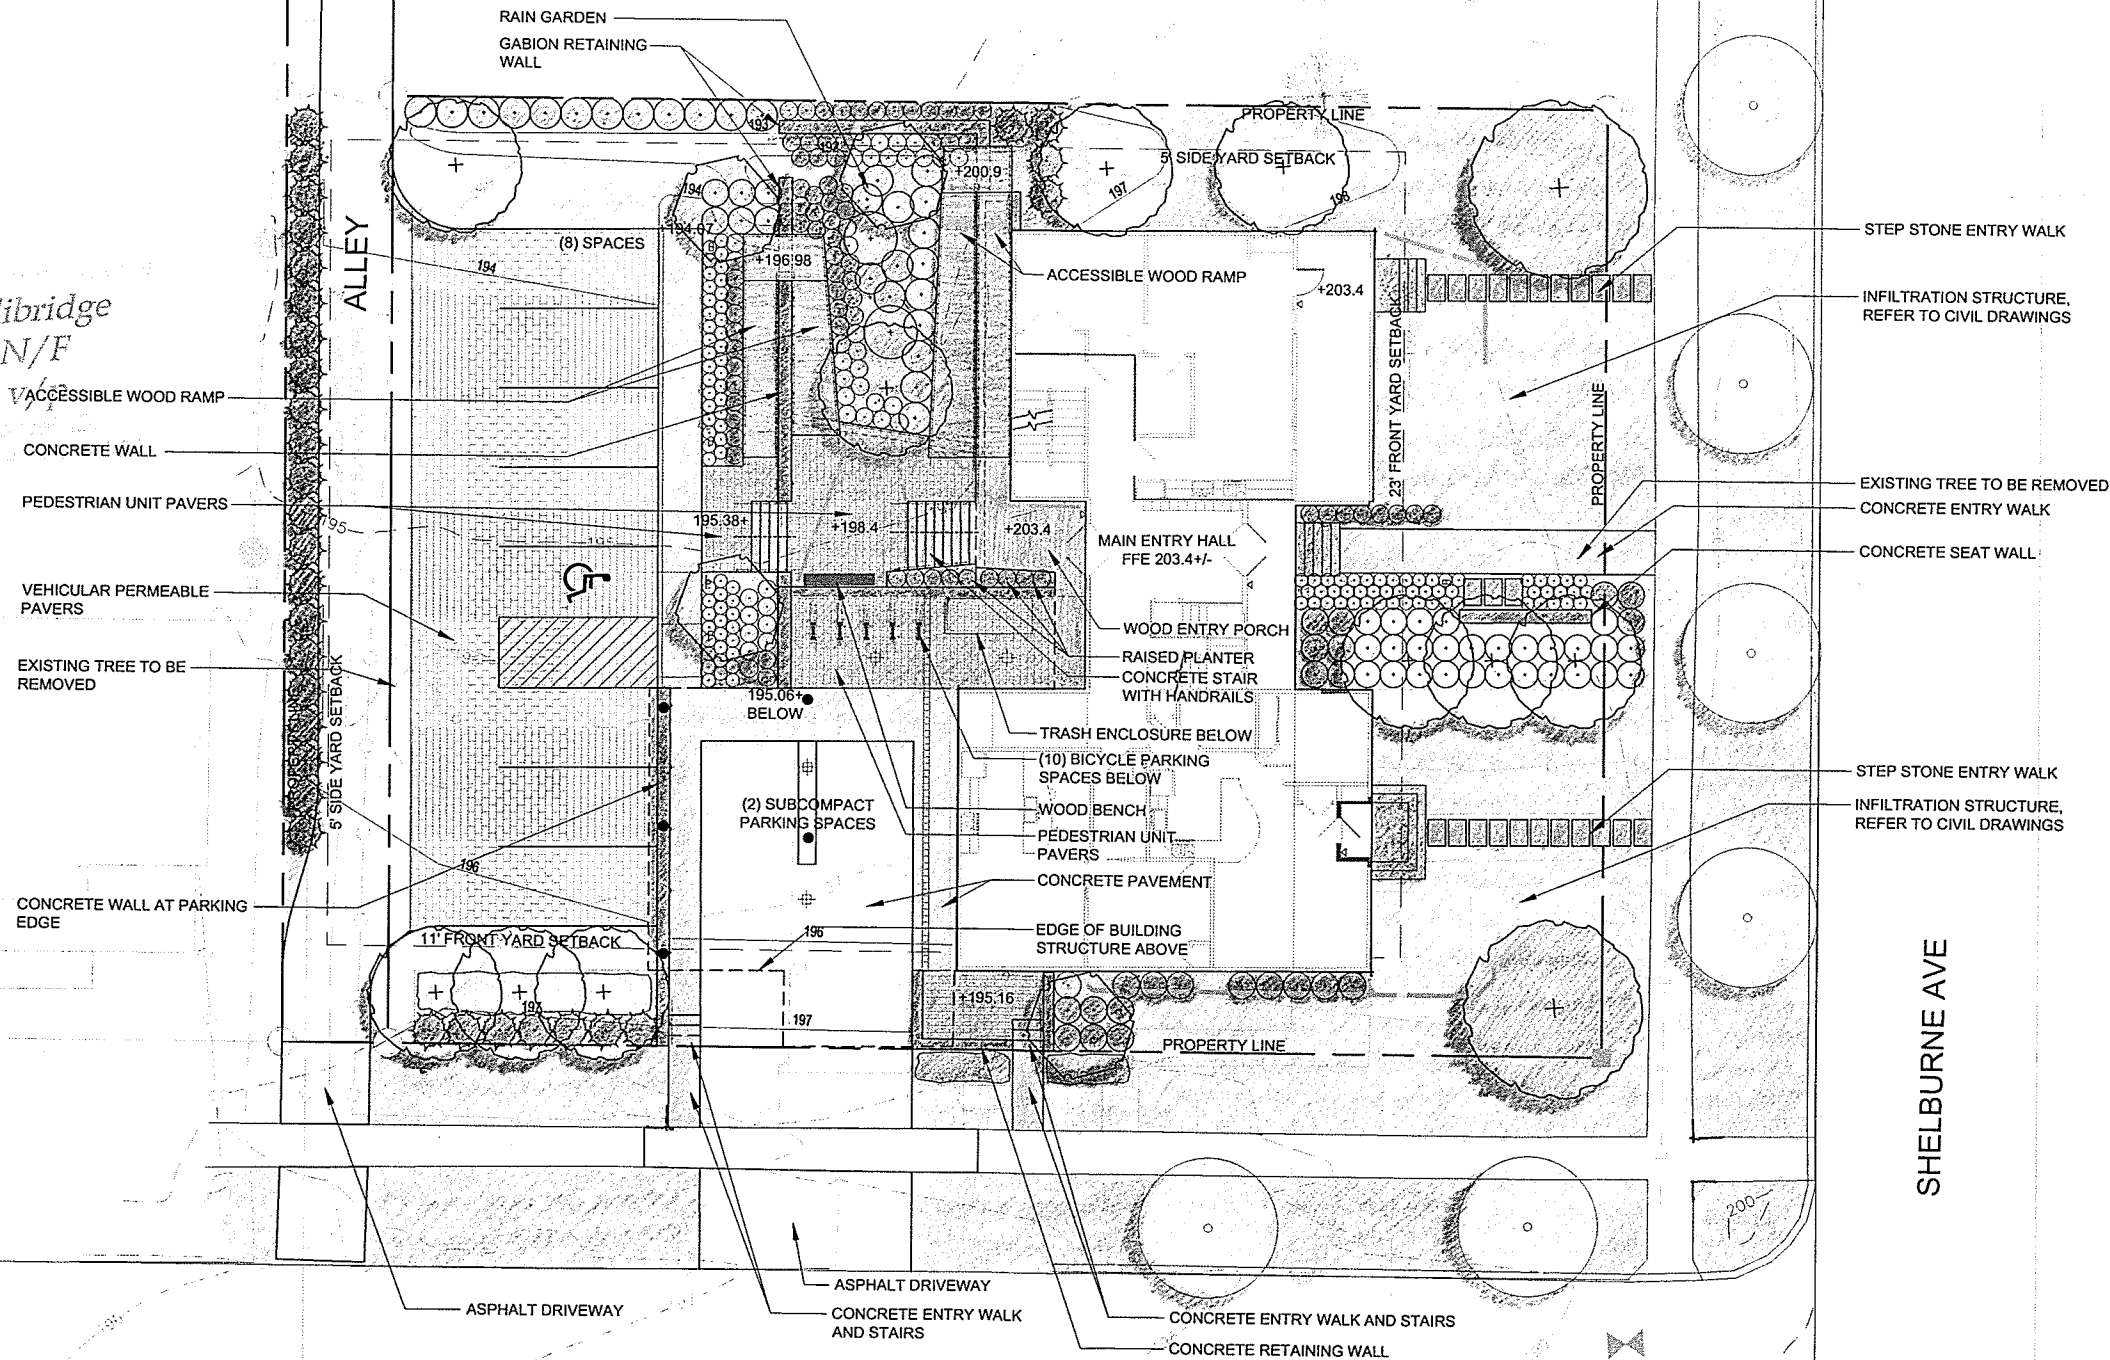 RAIN GARDEN
GABION RETAINING
WALL
PROPERTY LINE
5' SIDE YARD SETBACK
193
192
194
197
198
+200.9
+194.07
(8) SPACES
194
+196.98
ALLEY
ACCESSIBLE WOOD RAMP
+203.4
STEP STONE ENTRY WALK
INFILTRATION STRUCTURE,
REFER TO CIVIL DRAWINGS
libridge
N/F
ACCESSIBLE WOOD RAMP
CONCRETE WALL
PEDESTRIAN UNIT PAVERS
23' FRONT YARD SETBACK
PROPERTY LINE
EXISTING TREE TO BE REMOVED
CONCRETE ENTRY WALK
CONCRETE SEAT WALL
195
195.38+
+198.4
+203.4
MAIN ENTRY HALL
FFE 203.4+/-
VEHICULAR PERMEABLE
PAVERS
EXISTING TREE TO BE
REMOVED
5' SIDE YARD SETBACK
WOOD ENTRY PORCH
RAISED PLANTER
CONCRETE STAIR
WITH HANDRAILS
195.06+
BELOW
TRASH ENCLOSURE BELOW
(10) BICYCLE PARKING
SPACES BELOW
(2) SUBCOMPACT
PARKING SPACES
WOOD BENCH
PEDESTRIAN UNIT
PAVERS
STEP STONE ENTRY WALK
INFILTRATION STRUCTURE,
REFER TO CIVIL DRAWINGS
196
CONCRETE PAVEMENT
CONCRETE WALL AT PARKING
EDGE
11' FRONT YARD SETBACK
196
EDGE OF BUILDING
STRUCTURE ABOVE
197
197
+195.16
PROPERTY LINE
SHELBURNE AVE
200
ASPHALT DRIVEWAY
ASPHALT DRIVEWAY
CONCRETE ENTRY WALK
AND STAIRS
CONCRETE ENTRY WALK AND STAIRS
CONCRETE RETAINING WALL